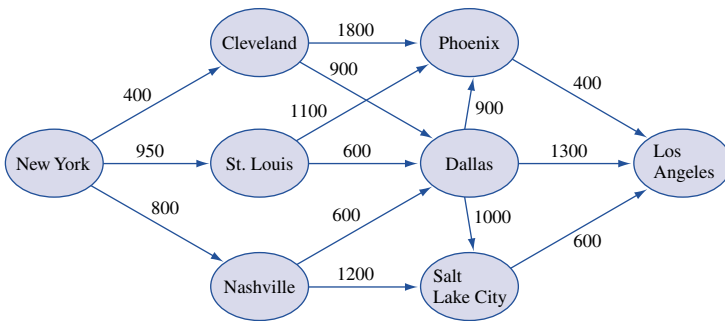 Cleveland
1800
Phoenix
400
900
1100
900
400
New York
950
St. Louis
600
Dallas
1300
Los
Angeles
800
600
1000
600
Nashville
1200
Salt
Lake City